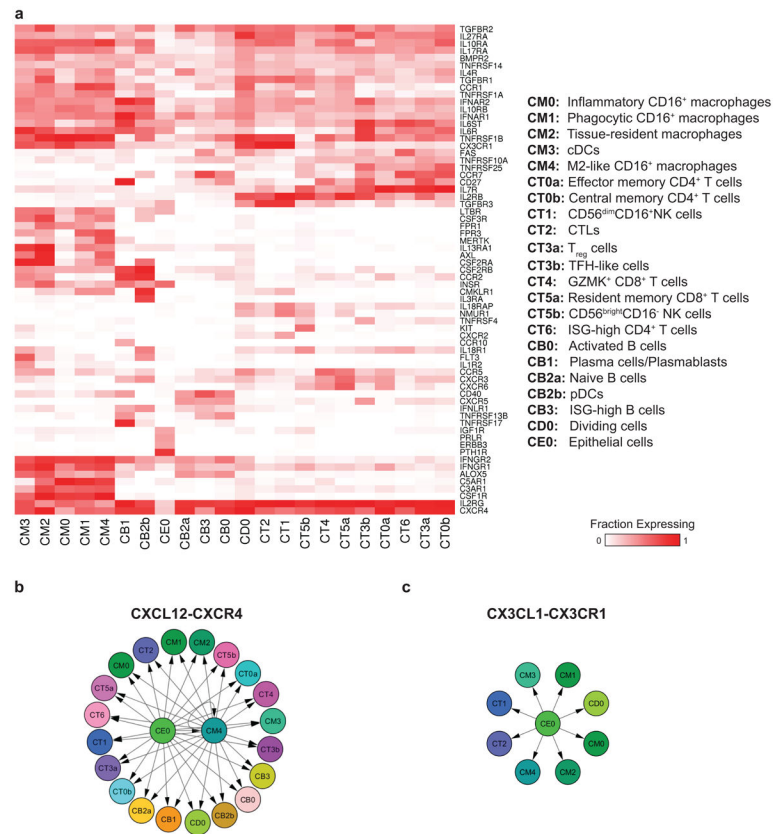 a
TGFBR2
IL27RA
IL10RA
IL17RA
BMPR2
TNFRSF14
IL4R
TGFBR1
CCR1
TNFRSF1A
IFNAR2
IL10RB
IFNAR1
IL6ST
IL6R
TNFRSF1B
CX3CR1
FAS
TNFRSF10A
TNFRSF25
CCR7
CD27
IL7R
IL2RB
TGFBR3
LTBR
CSF3R
FPR1
FPR3
MERTK
IL13RA1
AXL
CSF2RA
CSF2RB
CCR2
INSR
CMKLR1
IL3RA
IL18RAP
NMUR1
TNFRSF4
KIT
CXCR2
CCR10
IL18R1
FLT3
IL1R2
CCR5
CXCR3
CXCR6
CD40
CXCR5
IFNLR1
TNFRSF13B
TNFRSF17
IGF1R
PRLR
ERBB3
PTH1R
IFNGR2
IFNGR1
ALOX5
C5AR1
C3AR1
CSF1R
IL2RG
CXCR4
CM3 CM2 CM0 CM1 CM4 CB1 CB2b CE0 CB2a CB3 CB0 CD0 CT2 CT1 CT5b CT4 CT5a CT3b CT0a CT6 CT3a CT0b
CM0: Inflammatory CD16+ macrophages
CM1: Phagocytic CD16+ macrophages
CM2: Tissue-resident macrophages
CM3: cDCs
CM4: M2-like CD16+ macrophages
CT0a: Effector memory CD4+ T cells
CT0b: Central memory CD4+ T cells
CT1: CD56dimCD16+NK cells
CT2: CTLs
CT3a: Treg cells
CT3b: TFH-like cells
CT4: GZMK+ CD8+ T cells
CT5a: Resident memory CD8+ T cells
CT5b: CD56brightCD16- NK cells
CT6: ISG-high CD4+ T cells
CB0: Activated B cells
CB1: Plasma cells/Plasmablasts
CB2a: Naive B cells
CB2b: pDCs
CB3: ISG-high B cells
CD0: Dividing cells
CE0: Epithelial cells
Fraction Expressing
0 1
b
CXCL12-CXCR4
CM1
CM2
CT2
CT5b
CM0
CT0a
CT5a
CT4
CT6
CM3
CE0
CM4
CT1
CT3b
CT3a
CB3
CT0b
CB0
CB2a
CB2b
CB1
CD0
c
CX3CL1-CX3CR1
CM3
CM1
CT1
CD0
CE0
CT2
CM0
CM4
CM2